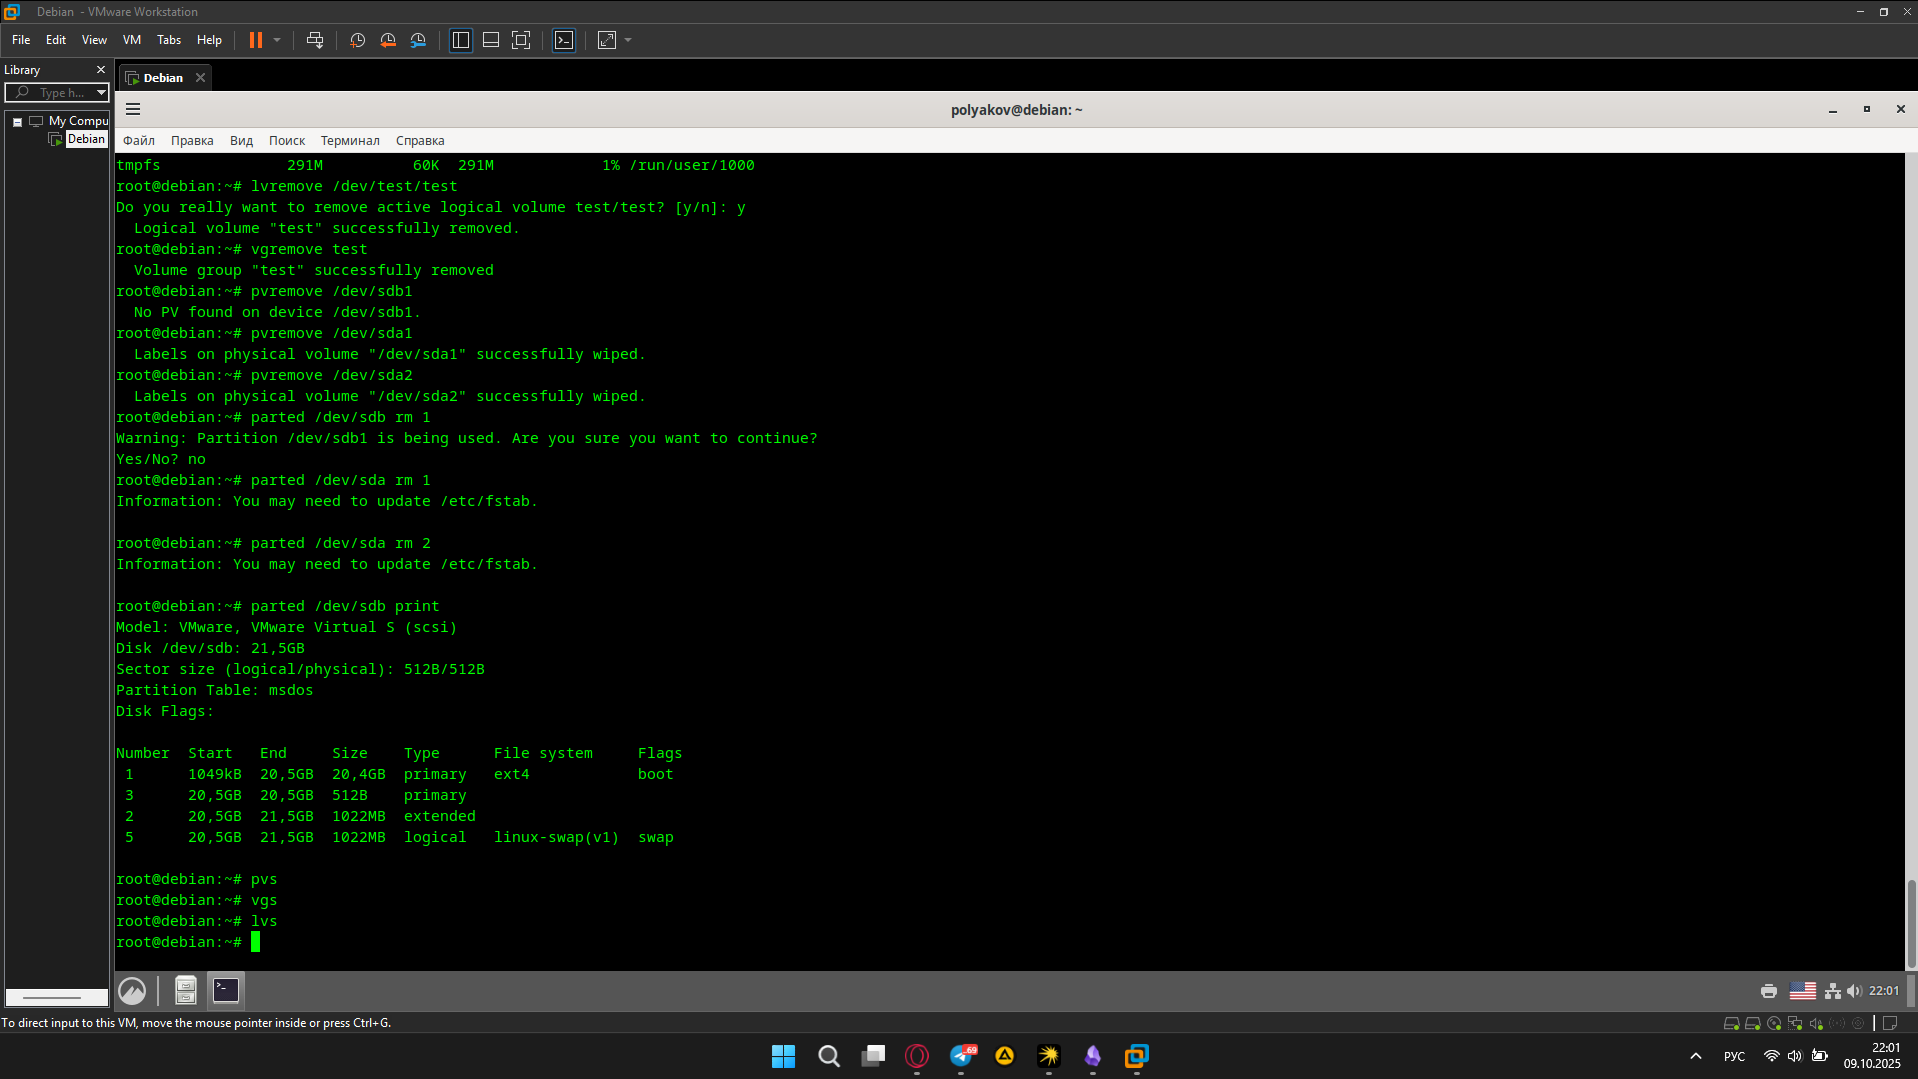 Debian - VMware Workstation
File Edit View VM Tabs Help
Library
Type h...
My Compu
Debian
Debian
polyakov@debian: ~
Файл Правка Вид Поиск Терминал Справка
tmpfs 291M 60K 291M 1% /run/user/1000
root@debian:~# lvremove /dev/test/test
Do you really want to remove active logical volume test/test? [y/n]: y
Logical volume "test" successfully removed.
root@debian:~# vgremove test
Volume group "test" successfully removed
root@debian:~# pvremove /dev/sdb1
No PV found on device /dev/sdb1.
root@debian:~# pvremove /dev/sda1
Labels on physical volume "/dev/sda1" successfully wiped.
root@debian:~# pvremove /dev/sda2
Labels on physical volume "/dev/sda2" successfully wiped.
root@debian:~# parted /dev/sdb rm 1
Warning: Partition /dev/sdb1 is being used. Are you sure you want to continue?
Yes/No? no
root@debian:~# parted /dev/sda rm 1
Information: You may need to update /etc/fstab.
root@debian:~# parted /dev/sda rm 2
Information: You may need to update /etc/fstab.
root@debian:~# parted /dev/sdb print
Model: VMware, VMware Virtual S (scsi)
Disk /dev/sdb: 21,5GB
Sector size (logical/physical): 512B/512B
Partition Table: msdos
Disk Flags:
Number Start End Size Type File system Flags
1 1049kB 20,5GB 20,4GB primary ext4 boot
3 20,5GB 20,5GB 512B primary
2 20,5GB 21,5GB 1022MB extended
5 20,5GB 21,5GB 1022MB logical linux-swap(v1) swap
root@debian:~# pvs
root@debian:~# vgs
root@debian:~# lvs
root@debian:~#
22:01
To direct input to this VM, move the mouse pointer inside or press Ctrl+G.
69
РУС
22:01
09.10.2025